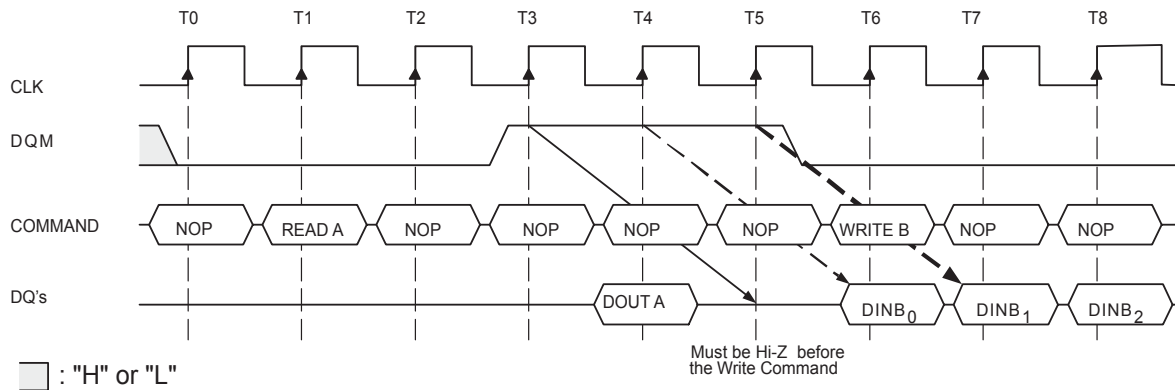 T0 T1 T2 T3 T4 T5 T6 T7 T8
CLK
DQM
COMMAND NOP READ A NOP NOP NOP NOP WRITE B NOP NOP
DQ's DOUT A DINB0 DINB1 DINB2
Must be Hi-Z before
the Write Command
: "H" or "L"